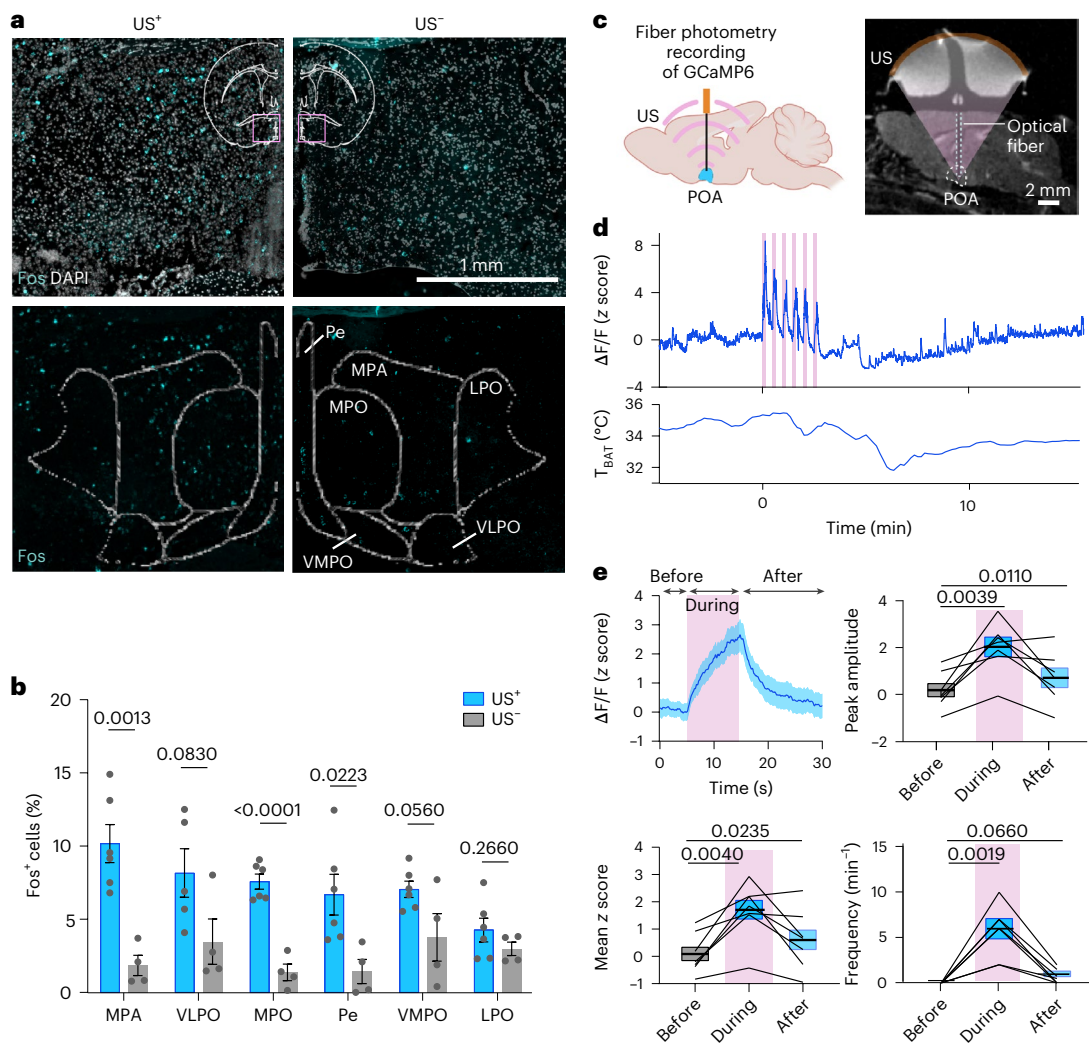 a
US+
US−
Fos DAPI
1 mm
Pe
MPA
LPO
MPO
VLPO
VMPO
Fos
b
20
15
10
5
0
Fos+ cells (%)
US+
US−
0.0013
0.0830
<0.0001
0.0223
0.0560
0.2660
MPA VLPO MPO Pe VMPO LPO
c
Fiber photometry
recording
of GCaMP6
US
POA
US
Optical
fiber
POA
2 mm
d
8
4
0
−4
ΔF/F (z score)
36
34
32
TBAT (°C)
0 10
Time (min)
e
Before
After
During
4
3
2
1
0
−1
ΔF/F (z score)
0 10 20 30
Time (s)
0.0110
0.0039
4
2
0
−2
Peak amplitude
Before During After
0.0235
0.0040
4
3
2
1
0
−1
Mean z score
Before During After
0.0660
0.0019
15
10
5
0
Frequency (min−1)
Before During After